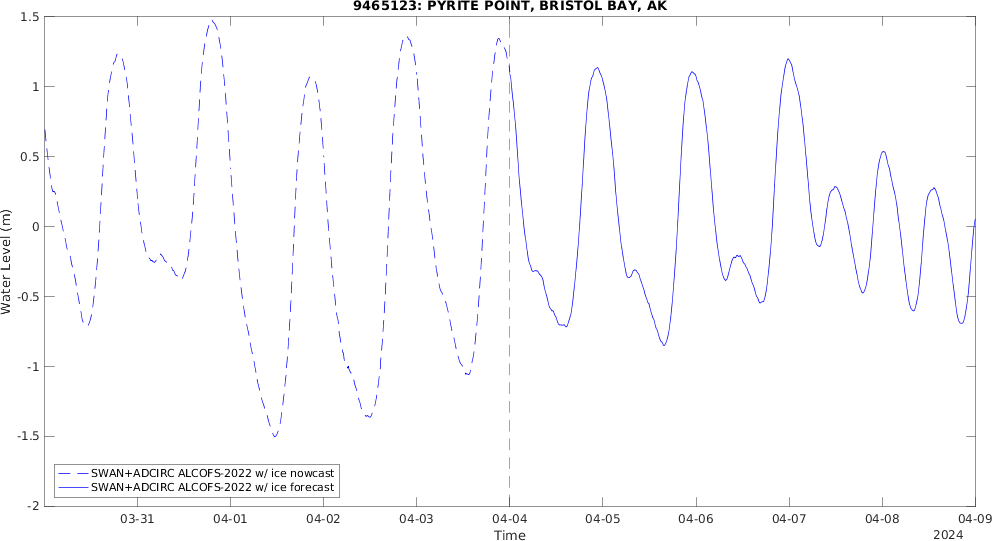 9465123: PYRITE POINT, BRISTOL BAY, AK
Water Level (m)
1.5
1
0.5
0
-0.5
-1
-1.5
-2
SWAN+ADCIRC ALCOFS-2022 w/ ice nowcast
SWAN+ADCIRC ALCOFS-2022 w/ ice forecast
03-31 04-01 04-02 04-03 04-04 04-05 04-06 04-07 04-08 04-09
Time
2024